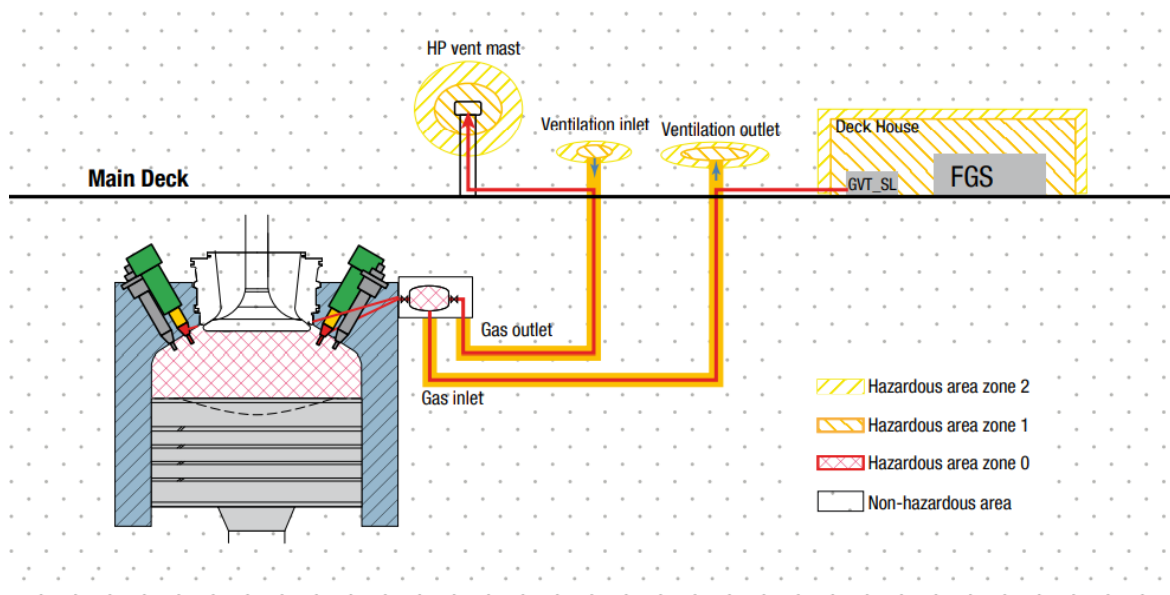 HP vent mast
Ventilation inlet
Ventilation outlet
Deck House
Main Deck
GVT_SL
FGS
Gas outlet
Gas inlet
Hazardous area zone 2
Hazardous area zone 1
Hazardous area zone 0
Non-hazardous area